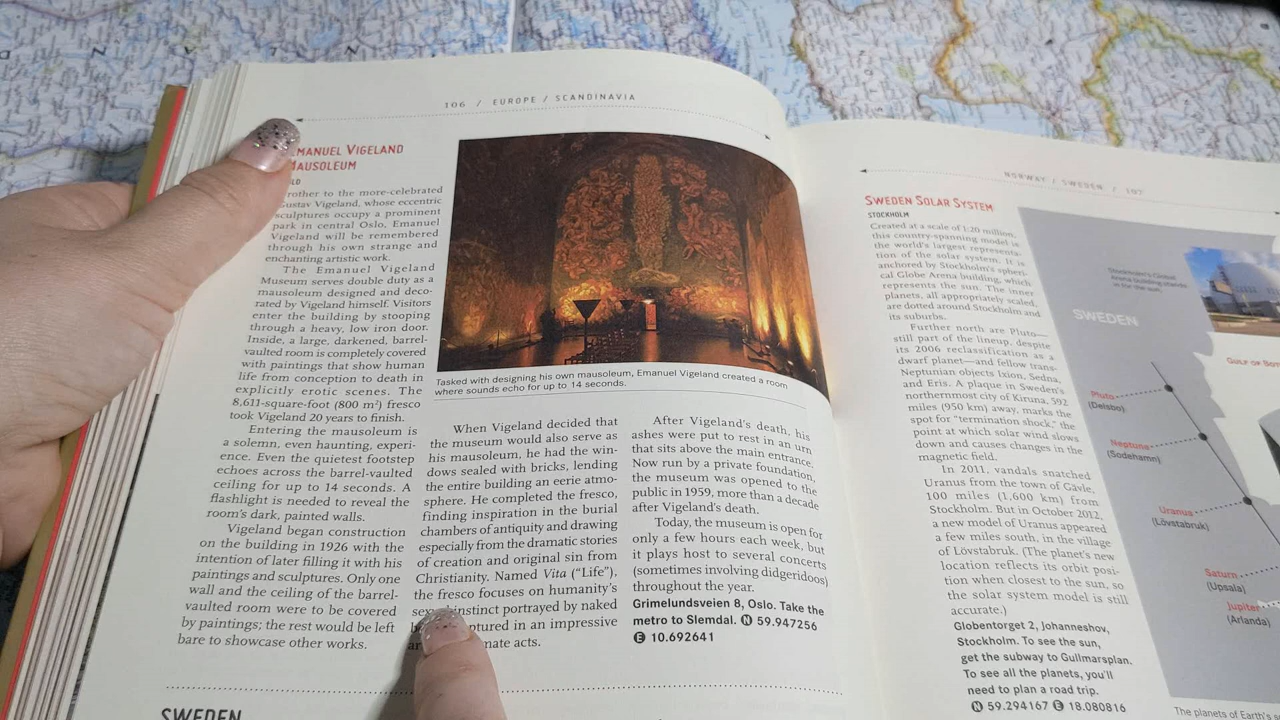 106 / EUROPE / SCANDINAVIA
EMANUEL VIGELAND
MAUSOLEUM
rother to the more-celebrated
Gustav Vigeland, whose eccentric
sculptures occupy a prominent
park in central Oslo, Emanuel
Vigeland will be remembered
through his own strange and
enchanting artistic work.
The Emanuel Vigeland
Museum serves double duty as a
mausoleum designed and deco-
rated by Vigeland himself. Visitors
enter the building by stooping
through a heavy, low iron door.
Inside, a large, darkened, barrel-
vaulted room is completely covered
with paintings that show human
life from conception to death in
explicitly erotic scenes. The
8,611-square-foot (800 m²) fresco
took Vigeland 20 years to finish.
Entering the mausoleum is
a solemn, even haunting, experi-
ence. Even the quietest footstep
echoes across the barrel-vaulted
ceiling for up to 14 seconds. A
flashlight is needed to reveal the
room's dark, painted walls.
Vigeland began construction
on the building in 1926 with the
intention of later filling it with his
paintings and sculptures. Only one
wall and the ceiling of the barrel-
vaulted room were to be covered
by paintings; the rest would be left
bare to showcase other works.
Tasked with designing his own mausoleum, Emanuel Vigeland created a room
where sounds echo for up to 14 seconds.
When Vigeland decided that
the museum would also serve as
his mausoleum, he had the win-
dows sealed with bricks, lending
the entire building an eerie atmo-
sphere. He completed the fresco,
finding inspiration in the burial
chambers of antiquity and drawing
especially from the dramatic stories
of creation and original sin from
Christianity. Named Vita ("Life"),
the fresco focuses on humanity's
instinct portrayed by naked
captured in an impressive
acts.
After Vigeland's death, his
ashes were put to rest in an urn
that sits above the main entrance.
Now run by a private foundation,
the museum was opened to the
public in 1959, more than a decade
after Vigeland's death.
Today, the museum is open for
only a few hours each week, but
it plays host to several concerts
(sometimes involving didgeridoos)
throughout the year.
Grimelundsveien 8, Oslo. Take the
metro to Slemdal. N 59.947256
E 10.692641
SWEDEN
NORWAY / SWEDEN / 107
SWEDEN SOLAR SYSTEM
STOCKHOLM
Created at a scale of 1:20 million,
this country-spanning model is
the world's largest representa-
tion of the solar system. It is
anchored by Stockholm's spheri-
cal Globe Arena building, which
represents the sun. The inner
planets, all appropriately scaled,
are dotted around Stockholm and
its suburbs.
Further north are Pluto—
still part of the lineup, despite
its 2006 reclassification as a
dwarf planet—and fellow trans-
Neptunian objects Ixion, Sedna,
and Eris. A plaque in Sweden's
northernmost city of Kiruna, 592
miles (950 km) away, marks the
spot for "termination shock," the
point at which solar wind slows
down and causes changes in the
magnetic field.
In 2011, vandals snatched
Uranus from the town of Gävle,
100 miles (1,600 km) from
Stockholm. But in October 2012,
a new model of Uranus appeared
a few miles south, in the village
of Lövstabruk. (The planet's new
location reflects its orbit posi-
tion when closest to the sun, so
the solar system model is still
accurate.)
Globentorget 2, Johanneshov,
Stockholm. To see the sun,
get the subway to Gullmarsplan.
To see all the planets, you'll
need to plan a road trip.
N 59.294167 E 18.080816
Stockholm's Global
Arena building stands
in for the sun.
SWEDEN
GULF OF
Pluto
(Delsbo)
Neptune
(Söderhamn)
Uranus
(Lövstabruk)
Saturn
(Uppsala)
Jupiter
(Arlanda)
The planets of Earth's